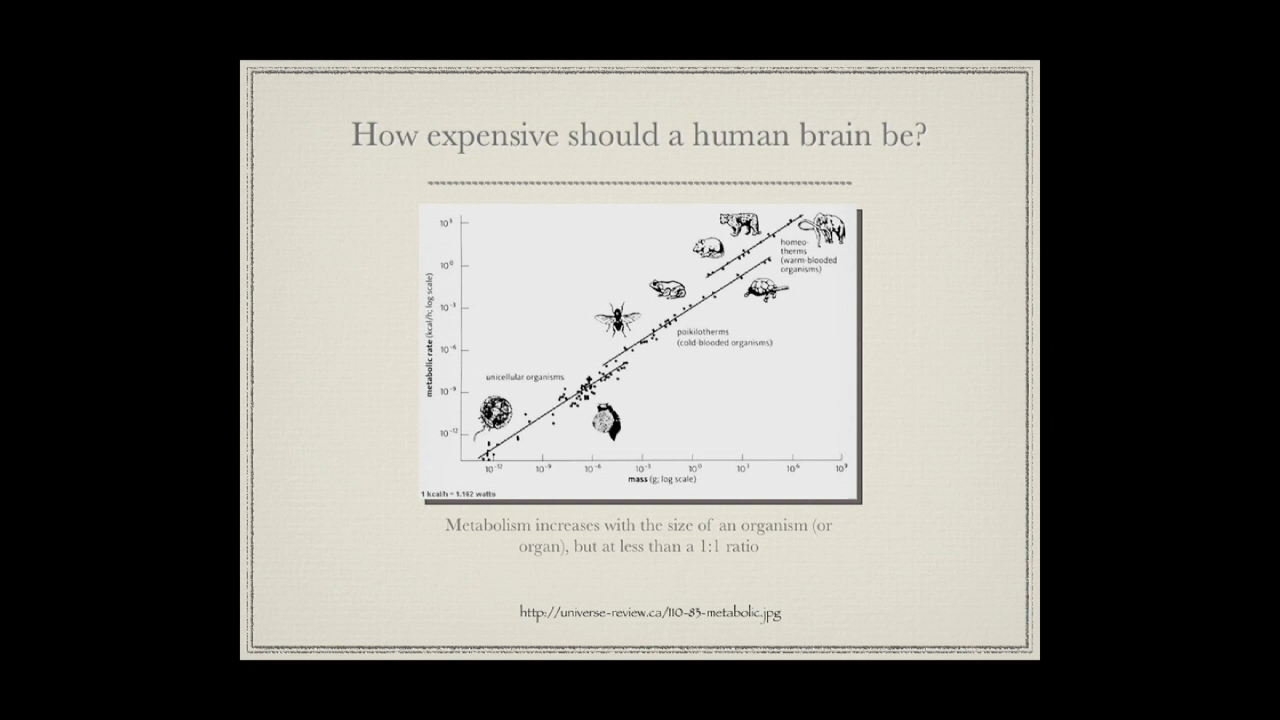 How expensive should a human brain be?
10³
10⁰
10⁻³
10⁻⁶
10⁻⁹
10⁻¹²
metabolic rate (kcal/h; log scale)
homeo-
therms
(warm-blooded
organisms)
poikilotherms
(cold-blooded organisms)
unicellular organisms
10⁻¹²
10⁻⁹
10⁻⁶
10⁻³
10⁰
10³
10⁶
10⁹
mass (g; log scale)
1 kcal/h = 1.162 watts
Metabolism increases with the size of an organism (or
organ), but at less than a 1:1 ratio
http://universe-review.ca/I10-83-metabolic.jpg